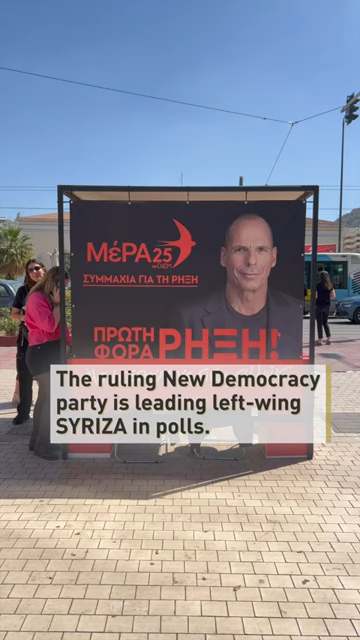 ΜέΡΑ25
ΣΥΜΜΑΧΙΑ ΓΙΑ ΤΗ ΡΗΞΗ
ΠΡΩΤΗ
ΦΟΡΑ
ΡΗΞΗ!
The ruling New Democracy
party is leading left-wing
SYRIZA in polls.